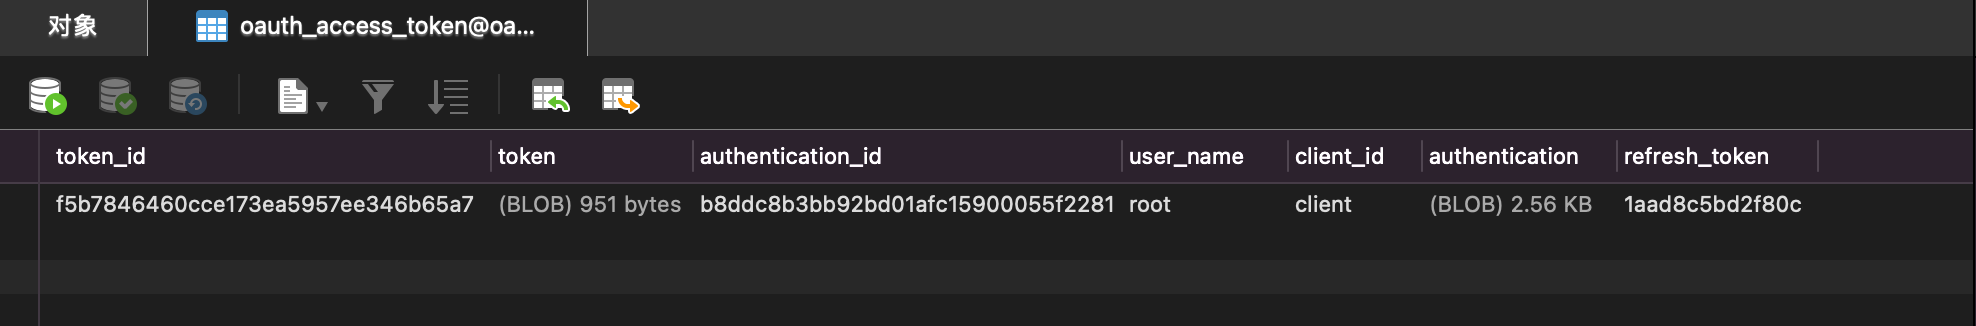 对象 oauth_access_token@oa...
token_id token authentication_id user_name client_id authentication refresh_token
f5b7846460cce173ea5957ee346b65a7 (BLOB) 951 bytes b8ddc8b3bb92bd01afc15900055f2281 root client (BLOB) 2.56 KB 1aad8c5bd2f80c